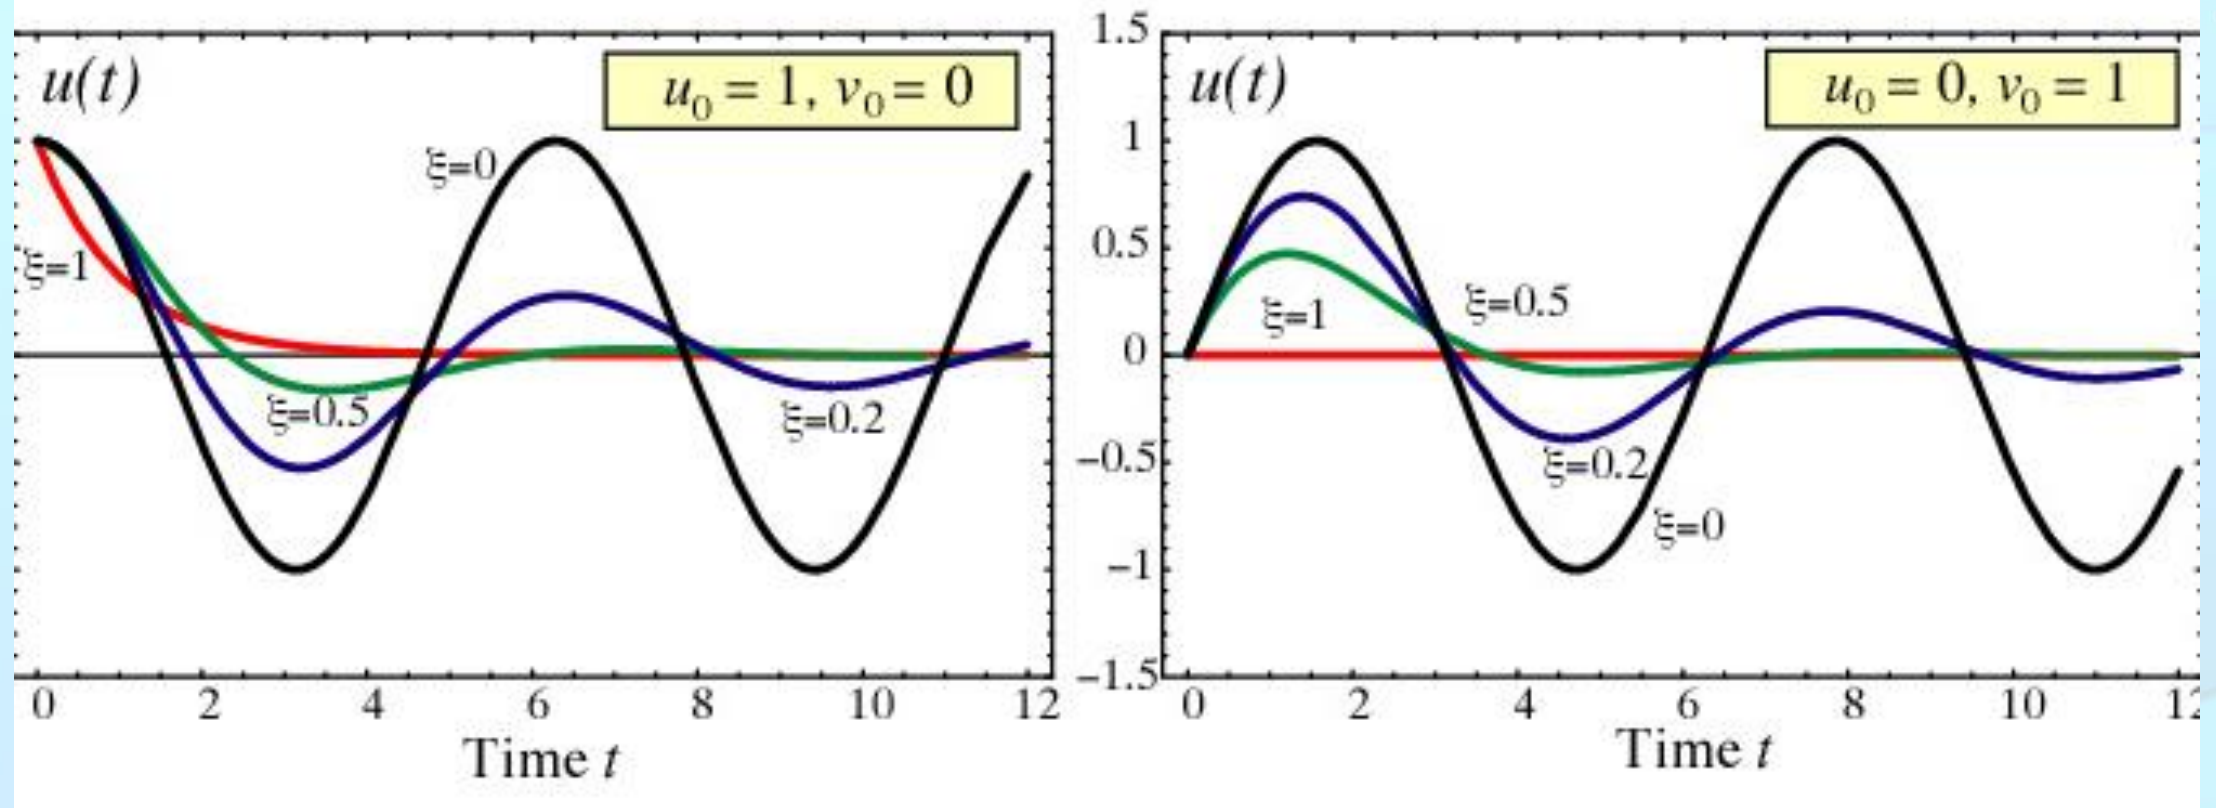 u(t)
u₀ = 1, v₀ = 0
ξ=0
ξ=1
ξ=0.5
ξ=0.2
0 2 4 6 8 10 12
Time t
1.5
1
0.5
0
−0.5
−1
−1.5
u(t)
u₀ = 0, v₀ = 1
ξ=0.5
ξ=1
ξ=0.2
ξ=0
0 2 4 6 8 10 12
Time t